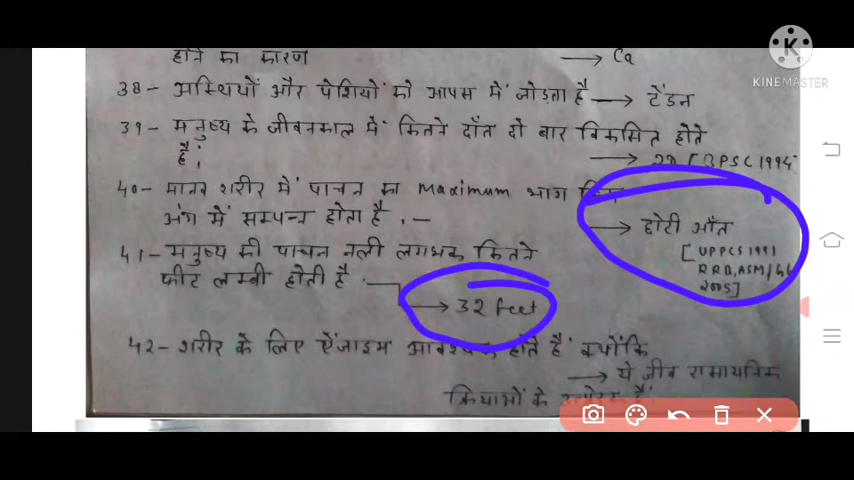 होने का कारण
→ Ca
38- अस्थियों और पेशियों को आपस में जोड़ता है → टेंडन
39- मनुष्य के जीवनकाल में कितने दाँत दो बार विकसित होते
हैं;
→ [BPSC 1994
40- मानव शरीर में पाचन का Maximum भाग किस
अंग में सम्पन्न होता है . —
→ छोटी आँत
[UPPCS 1991
RRB, ASM/
2005]
41- मनुष्य की पाचन नली लगभग कितने
फीट लम्बी होती है
→ 32 feet
42- शरीर के लिए ऐंजाइम आवश्यक होते हैं क्योंकि
→ ये जीव रासायनिक
क्रियाओं के उत्प्रेरक हैं
KINEMASTER